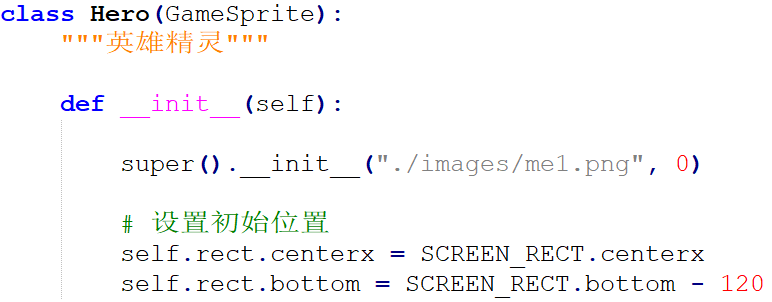 class Hero(GameSprite):
    """英雄精灵"""
    def __init__(self):
        super().__init__("./images/me1.png", 0)
        # 设置初始位置
        self.rect.centerx = SCREEN_RECT.centerx
        self.rect.bottom = SCREEN_RECT.bottom - 120